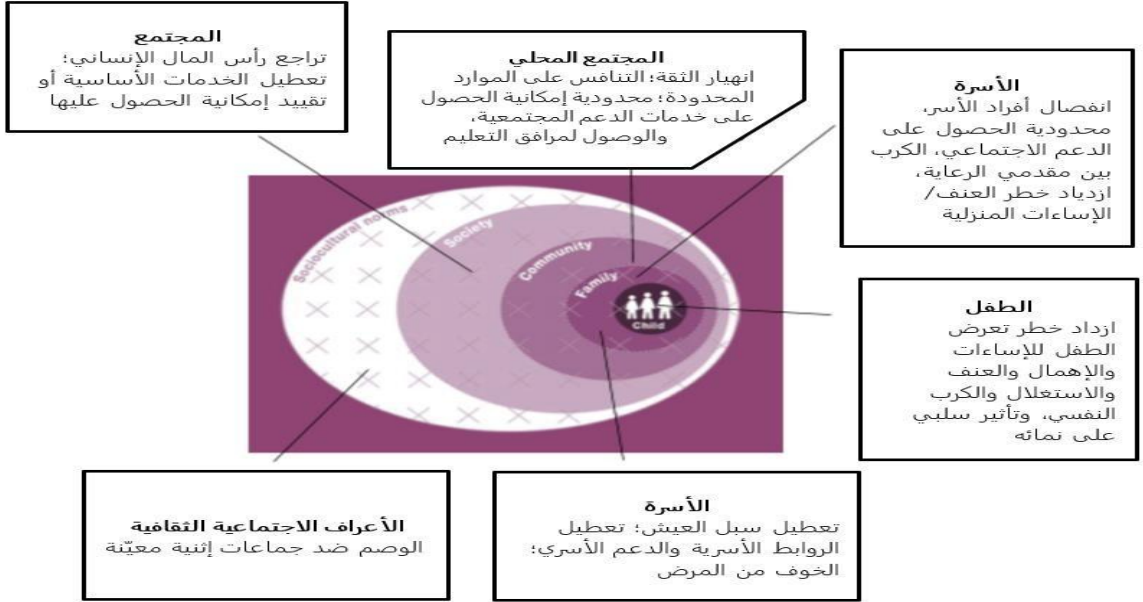 المجتمع
تراجع رأس المال الإنساني؛
تعطيل الخدمات الأساسية أو
تقييد إمكانية الحصول عليها
المجتمع المحلي
انهيار الثقة؛ التنافس على الموارد
المحدودة؛ محدودية إمكانية الحصول
على خدمات الدعم المجتمعية،
والوصول لمرافق التعليم
الأسرة
انفصال أفراد الأسر،
محدودية الحصول على
الدعم الاجتماعي، الكرب
بين مقدمي الرعاية،
ازدياد خطر العنف/
الإساءات المنزلية
Sociocultural norms
Society
Community
Family
Child
الطفل
ازداد خطر تعرض
الطفل للإساءات
والإهمال والعنف
والاستغلال والكرب
النفسي، وتأثير سلبي
على نمائه
الأسرة
تعطيل سبل العيش؛ تعطيل
الروابط الأسرية والدعم الأسري؛
الخوف من المرض
الأعراف الاجتماعية الثقافية
الوصم ضد جماعات إثنية معيّنة